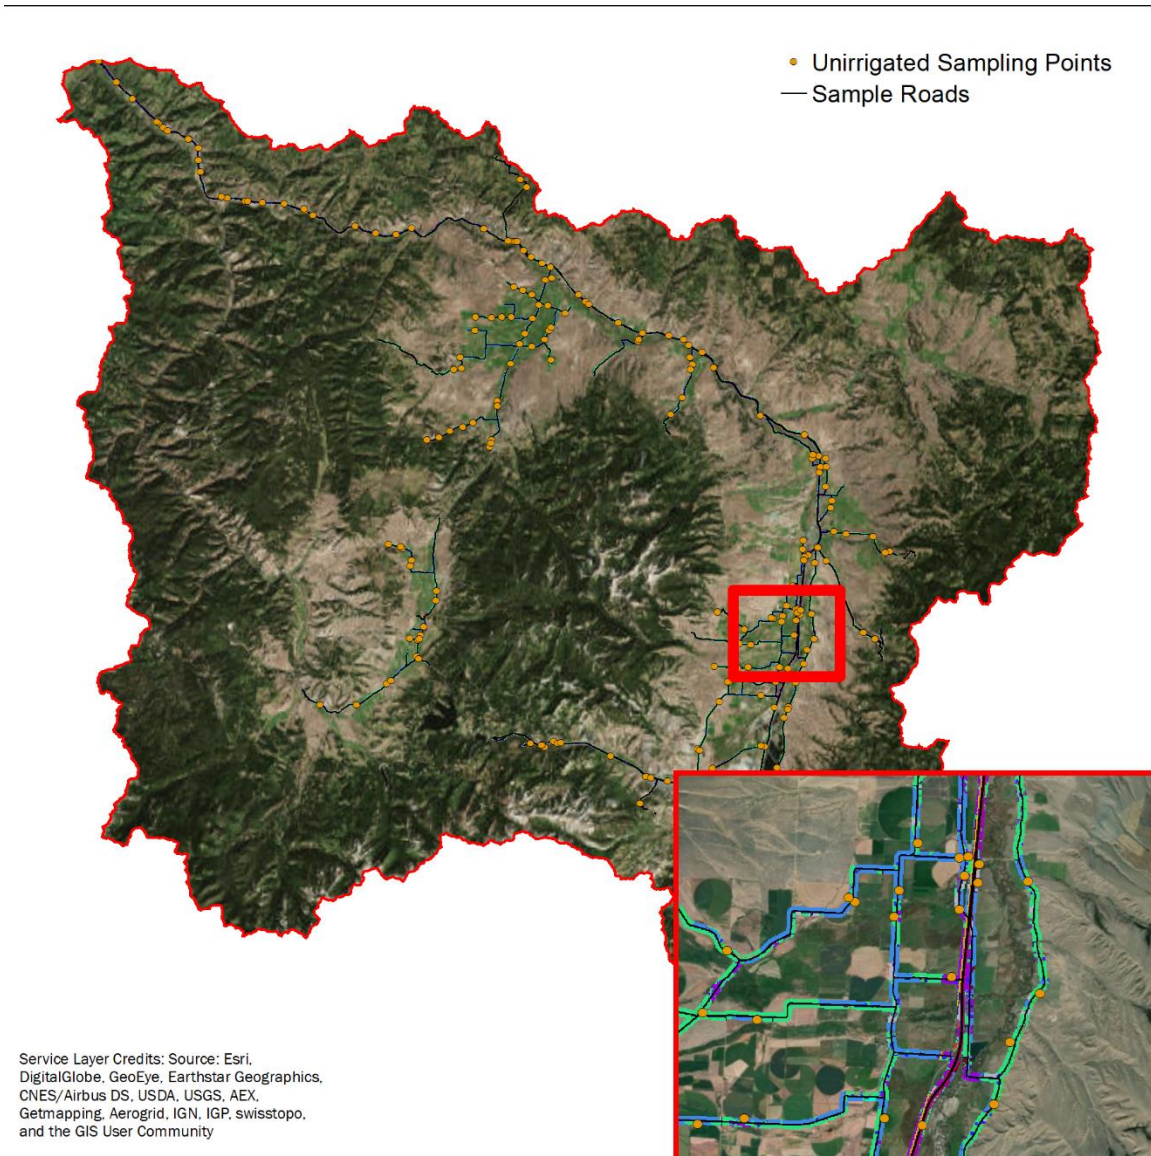 Unirrigated Sampling Points
Sample Roads
Service Layer Credits: Source: Esri,
DigitalGlobe, GeoEye, Earthstar Geographics,
CNES/Airbus DS, USDA, USGS, AEX,
Getmapping, Aerogrid, IGN, IGP, swisstopo,
and the GIS User Community